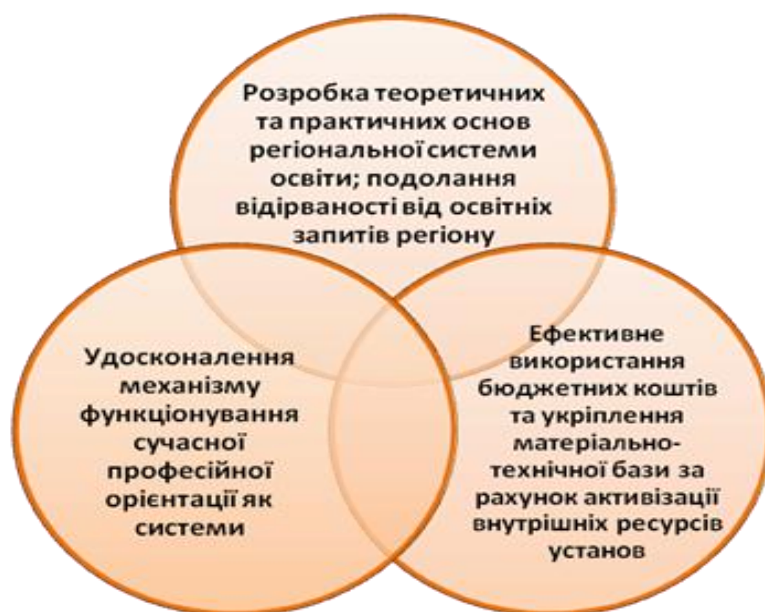 Розробка теоретичних
та практичних основ
регіональної системи
освіти; подолання
відірваності від освітніх
запитів регіону
Удосконалення
механізму
функціонування
сучасної
професійної
орієнтації як
системи
Ефективне
використання
бюджетних коштів
та укріплення
матеріально-
технічної бази за
рахунок активізації
внутрішніх ресурсів
установ